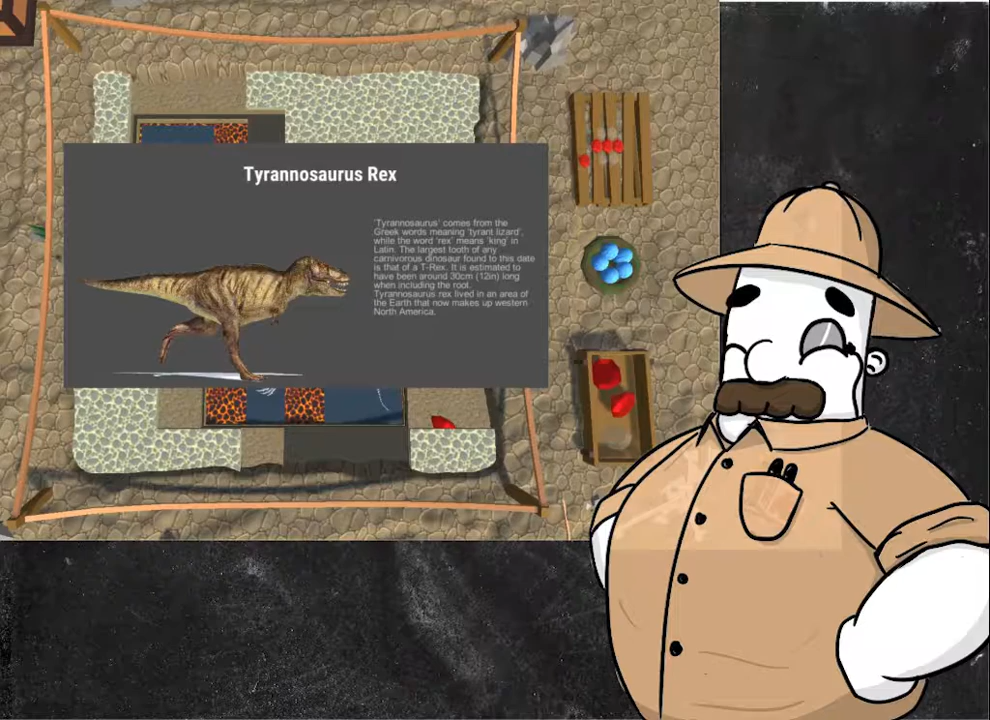 Tyrannosaurus Rex
'Tyrannosaurus' comes from the
Greek words meaning 'tyrant lizard',
while the word 'rex' means 'king' in
Latin. The largest tooth of any
carnivorous dinosaur found to this date
is that of a T-Rex. It is estimated to
have been around 30cm (12in) long
when including the root.
Tyrannosaurus rex lived in an area of
the Earth that now makes up western
North America.